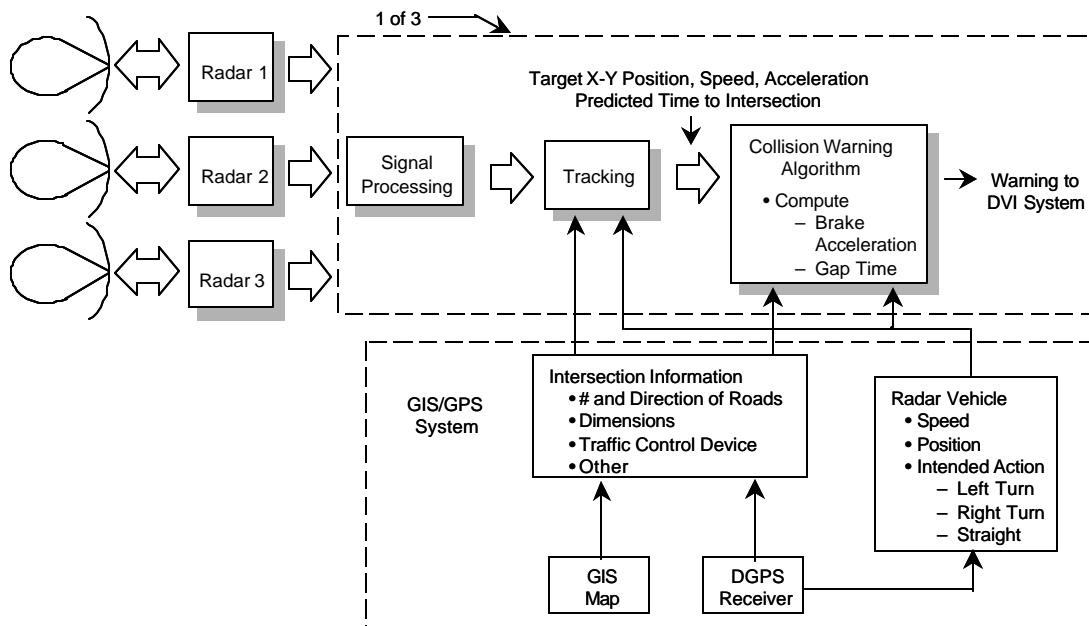 1 of 3
Radar 1
Radar 2
Radar 3
Signal
Processing
Tracking
Target X-Y Position, Speed, Acceleration
Predicted Time to Intersection
Collision Warning
Algorithm
• Compute
– Brake
Acceleration
– Gap Time
Warning to
DVI System
GIS/GPS
System
Intersection Information
• # and Direction of Roads
• Dimensions
• Traffic Control Device
• Other
Radar Vehicle
• Speed
• Position
• Intended Action
– Left Turn
– Right Turn
– Straight
GIS
Map
DGPS
Receiver